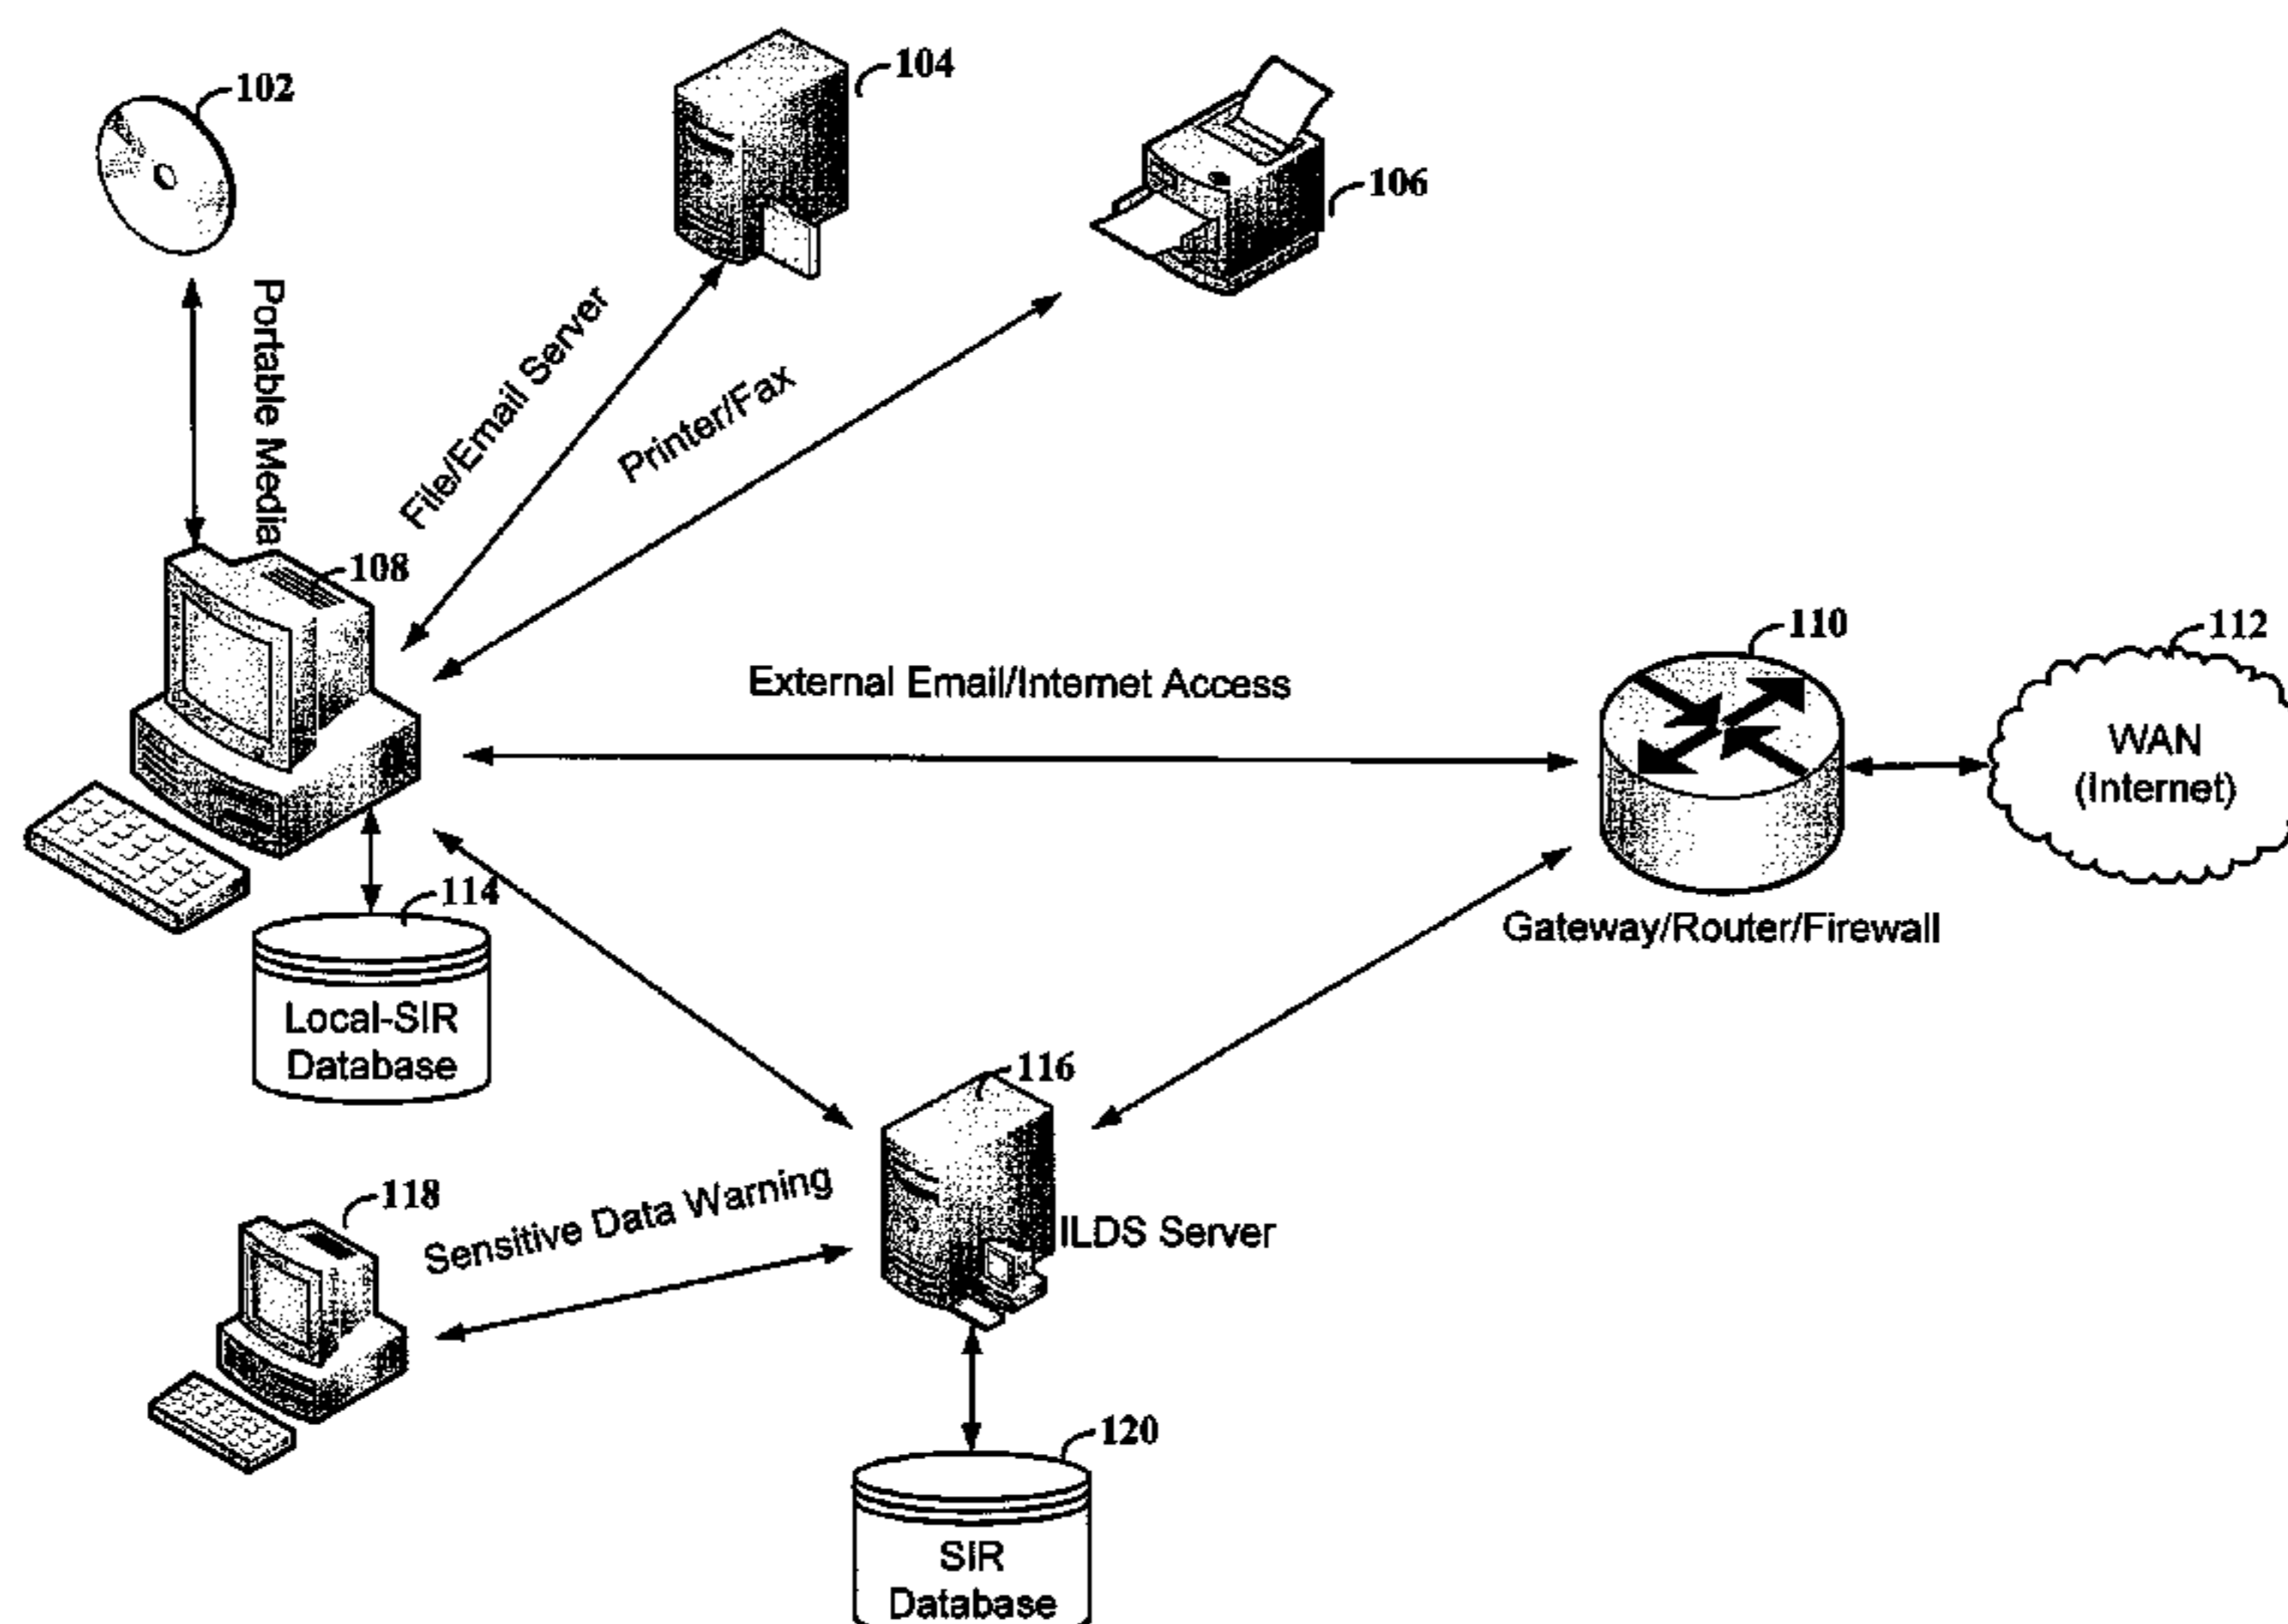 102
104
106
Portable Media
File/Email Server
Printer/Fax
108
External Email/Internet Access
110
112
WAN
(Internet)
Gateway/Router/Firewall
114
Local-SIR
Database
116
ILDS Server
118
Sensitive Data Warning
120
SIR
Database